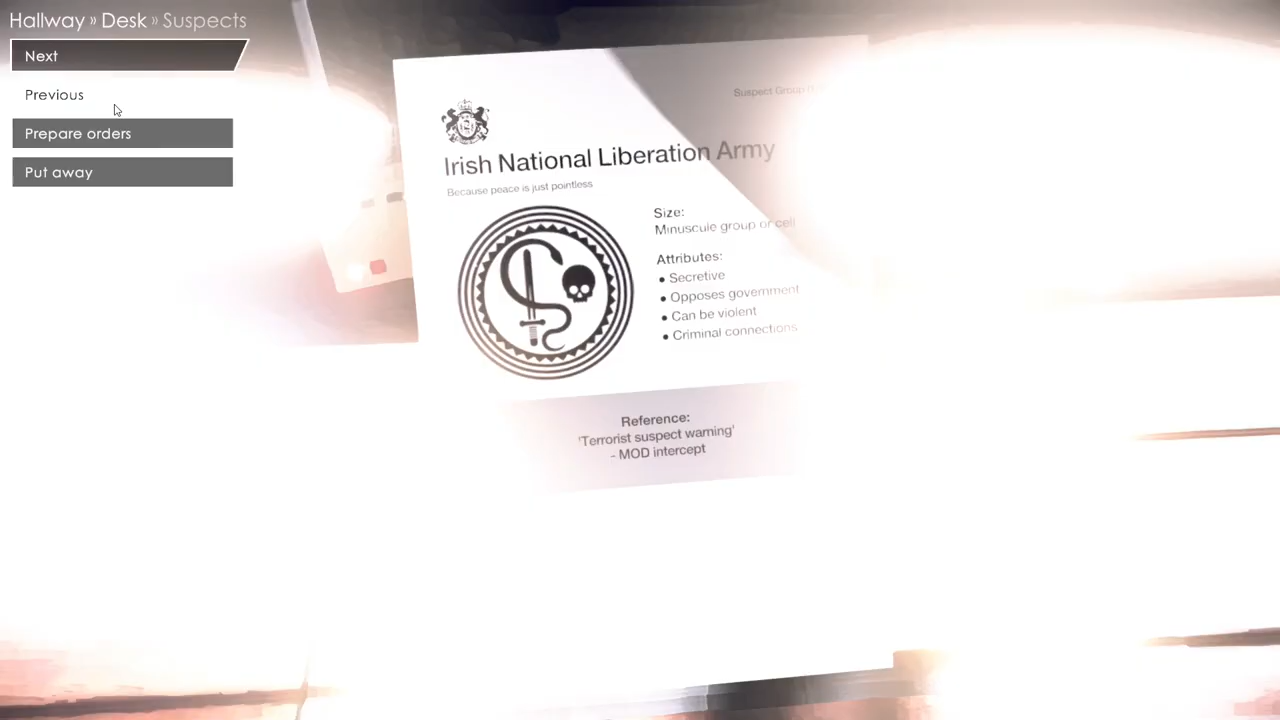 Hallway » Desk » Suspects
Next
Previous
Prepare orders
Put away
Suspect Group
Irish National Liberation Army
Because peace is just pointless
Size:
Minuscule group or cell
Attributes:
• Secretive
• Opposes government
• Can be violent
• Criminal connections
Reference:
'Terrorist suspect warning'
- MOD intercept